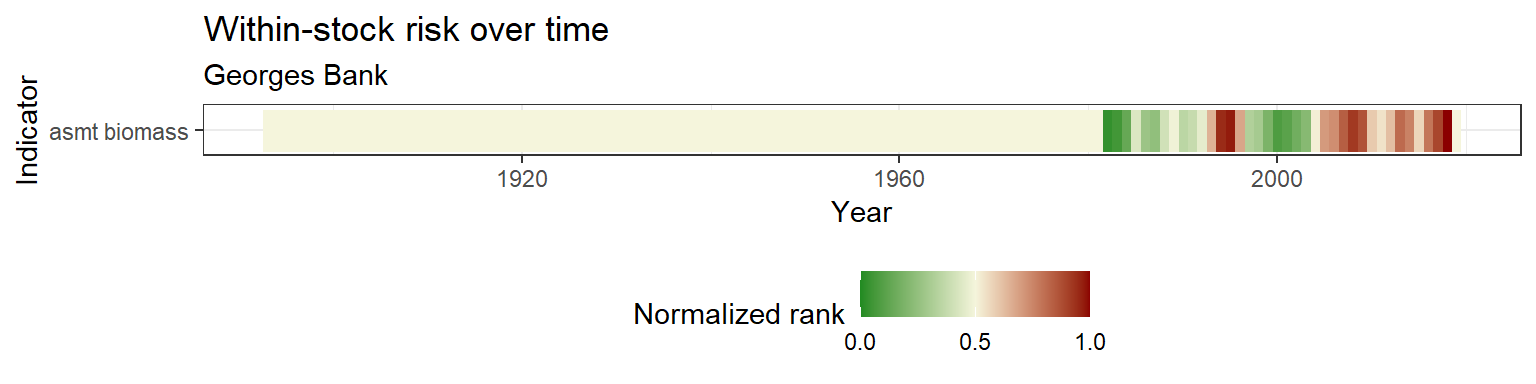 Within-stock risk over time
Georges Bank
Indicator
asmt biomass
1920 1960 2000
Year
Normalized rank
0.0 0.5 1.0